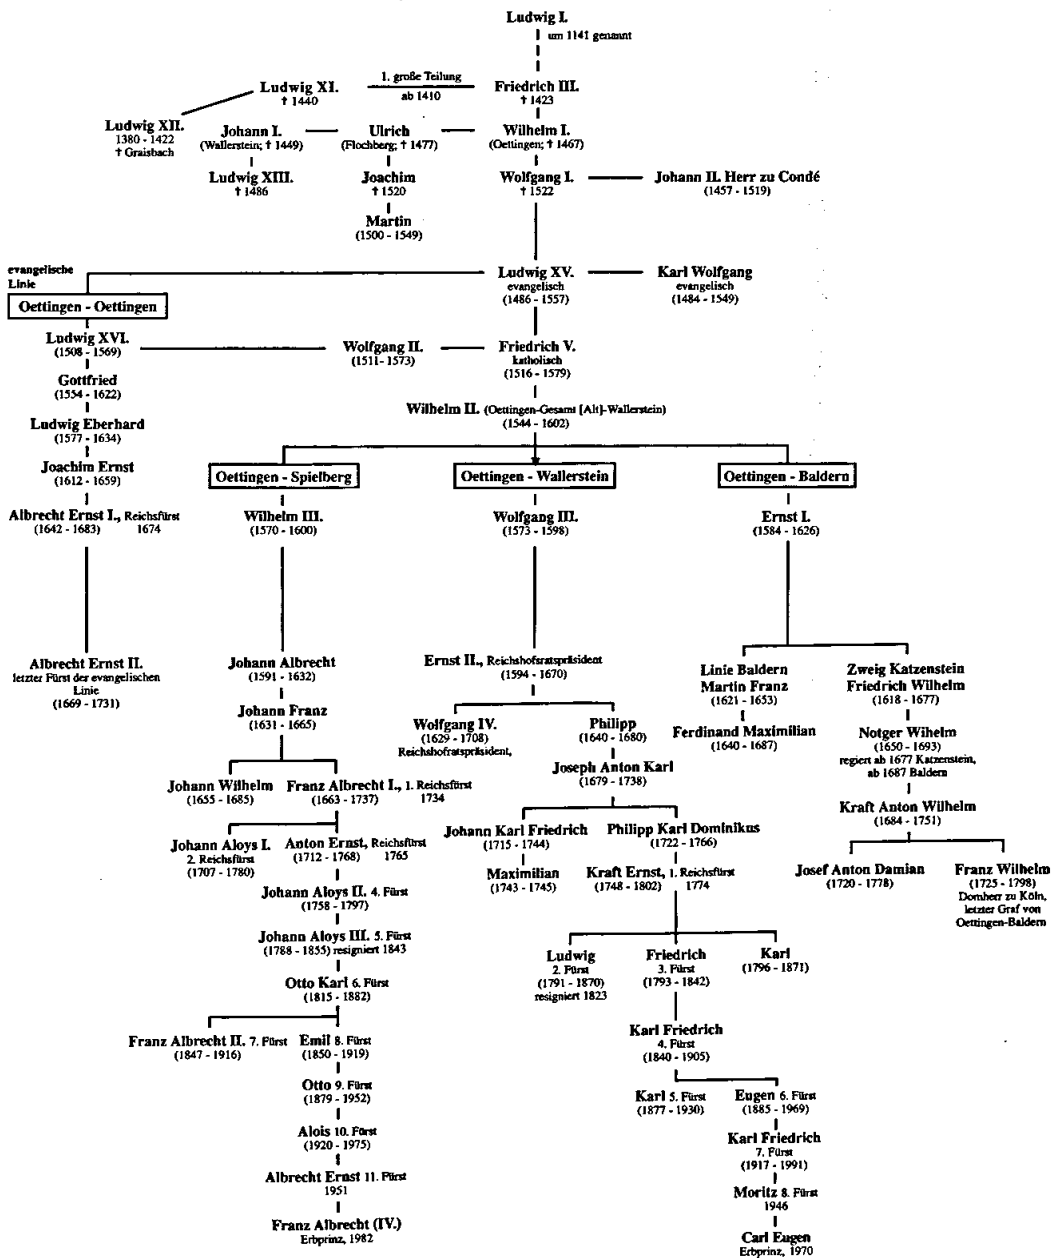 Ludwig I.
um 1141 genannt
Ludwig XI. 1. große Teilung Friedrich III.
† 1440 ab 1410 † 1423
Ludwig XII.
1380 - 1422
† Graisbach
Johann I. Ulrich Wilhelm I.
(Wallerstein; † 1449) (Flochberg; † 1477) (Oettingen; † 1467)
Ludwig XIII. Joachim Wolfgang I. Johann II. Herr zu Condé
† 1486 † 1520 † 1522 (1457 - 1519)
Martin
(1500 - 1549)
evangelische
Linie
Ludwig XV. Karl Wolfgang
evangelisch evangelisch
(1486 - 1557) (1484 - 1549)
Oettingen - Oettingen
Ludwig XVI. Wolfgang II. Friedrich V.
(1508 - 1569) (1511- 1573) katholisch
(1516 - 1579)
Gottfried
(1554 - 1622)
Wilhelm II. (Oettingen-Gesamt [Alt]-Wallerstein)
(1544 - 1602)
Ludwig Eberhard
(1577 - 1634)
Joachim Ernst
(1612 - 1659)
Oettingen - Spielberg Oettingen - Wallerstein Oettingen - Baldern
Albrecht Ernst I., Reichsfürst Wilhelm III. Wolfgang III. Ernst I.
(1642 - 1683) 1674 (1570 - 1600) (1573 - 1598) (1584 - 1626)
Albrecht Ernst II.
letzter Fürst der evangelischen
Linie
(1669 - 1731)
Johann Albrecht
(1591 - 1632)
Ernst II., Reichshofsratspräsident
(1594 - 1670)
Linie Baldern
Martin Franz
(1621 - 1653)
Zweig Katzenstein
Friedrich Wilhelm
(1618 - 1677)
Johann Franz
(1631 - 1665)
Wolfgang IV.
(1629 - 1708)
Reichshofratspräsident,
Philipp
(1640 - 1680)
Ferdinand Maximilian
(1640 - 1687)
Notger Wihelm
(1650 - 1693)
regiert ab 1677 Katzenstein,
ab 1687 Baldern
Joseph Anton Karl
(1679 - 1738)
Johann Wilhelm Franz Albrecht I., 1. Reichsfürst
(1655 - 1685) (1663 - 1737) 1734
Kraft Anton Wilhelm
(1684 - 1751)
Johann Karl Friedrich Philipp Karl Dominikus
(1715 - 1744) (1722 - 1766)
Johann Aloys I. Anton Ernst, Reichsfürst
2. Reichsfürst (1712 - 1768) 1765
(1707 - 1780)
Maximilian Kraft Ernst, 1. Reichsfürst
(1743 - 1745) (1748 - 1802) 1774
Josef Anton Damian
(1720 - 1778)
Franz Wilhelm
(1725 - 1798)
Domherr zu Köln,
letzter Graf von
Oettingen-Baldern
Johann Aloys II. 4. Fürst
(1758 - 1797)
Johann Aloys III. 5. Fürst
(1788 - 1855) resigniert 1843
Ludwig
2. Fürst
(1791 - 1870)
resigniert 1823
Friedrich
3. Fürst
(1793 - 1842)
Karl
(1796 - 1871)
Otto Karl 6. Fürst
(1815 - 1882)
Franz Albrecht II. 7. Fürst Emil 8. Fürst
(1847 - 1916) (1850 - 1919)
Karl Friedrich
4. Fürst
(1840 - 1905)
Otto 9. Fürst
(1879 - 1952)
Karl 5. Fürst Eugen 6. Fürst
(1877 - 1930) (1885 - 1969)
Alois 10. Fürst
(1920 - 1975)
Karl Friedrich
7. Fürst
(1917 - 1991)
Albrecht Ernst 11. Fürst
1951
Moritz 8. Fürst
1946
Franz Albrecht (IV.)
Erbprinz, 1982
Carl Eugen
Erbprinz, 1970